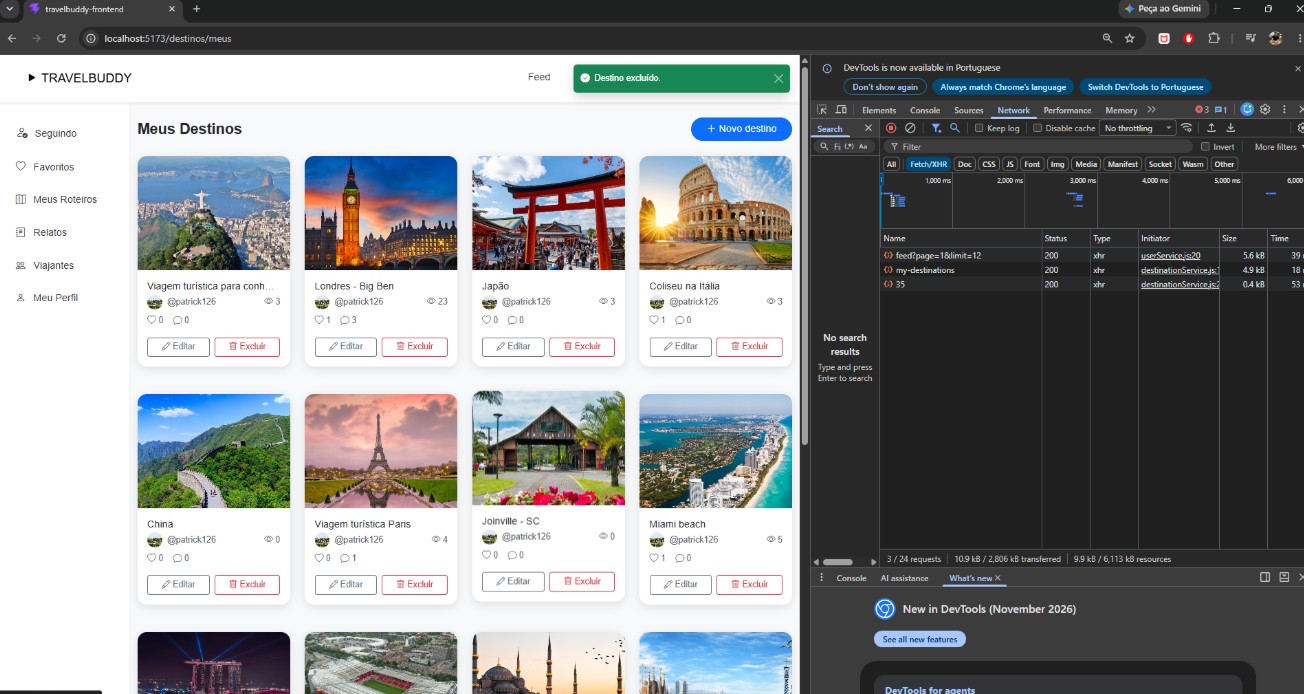 travelbuddy-frontend
Peça ao Gemini
localhost:5173/destinos/meus
TRAVELBUDDY
Feed
Destino excluído.
Seguindo
Favoritos
Meus Roteiros
Relatos
Viajantes
Meu Perfil
Meus Destinos
+ Novo destino
Viagem turística para conh...
@patrick126 3
0 0
Editar Excluir
Londres - Big Ben
@patrick126 23
1 3
Editar Excluir
Japão
@patrick126 3
0 0
Editar Excluir
Coliseu na Itália
@patrick126 3
1 0
Editar Excluir
China
@patrick126 0
0 0
Editar Excluir
Viagem turística Paris
@patrick126 4
0 1
Editar Excluir
Joinville - SC
@patrick126 0
0 0
Editar Excluir
Miami beach
@patrick126 5
1 0
Editar Excluir
DevTools is now available in Portuguese
Don't show again Always match Chrome's language Switch DevTools to Portuguese
Elements Console Sources Network Performance Memory 3 1
Search
Keep log Disable cache No throttling
Aa
Filter Invert More filters
All Fetch/XHR Doc CSS JS Font Img Media Manifest Socket Wasm Other
1,000 ms 2,000 ms 3,000 ms 4,000 ms 5,000 ms 6,000
Name Status Type Initiator Size Time
feed?page=1&limit=12 200 xhr userService.js:20 5.6 kB 39
my-destinations 200 xhr destinationService.js: 4.9 kB 18
35 200 xhr destinationService.js:2 0.4 kB 53
No search
results
Type and press
Enter to search
3 / 24 requests 10.9 kB / 2,806 kB transferred 9.9 kB / 6,113 kB resources
Console AI assistance What's new
New in DevTools (November 2026)
See all new features
DevTools for agents